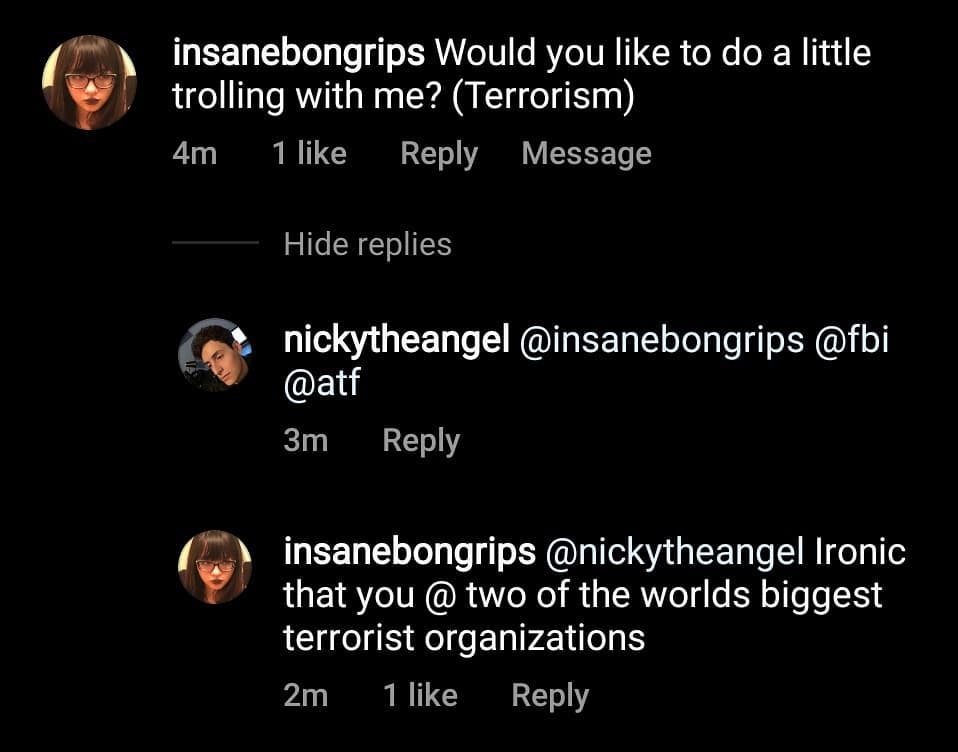 insanebongrips Would you like to do a little
trolling with me? (Terrorism)
4m 1 like Reply Message
Hide replies
nickytheangel @insanebongrips @fbi
@atf
3m Reply
insanebongrips @nickytheangel Ironic
that you @ two of the worlds biggest
terrorist organizations
2m 1 like Reply